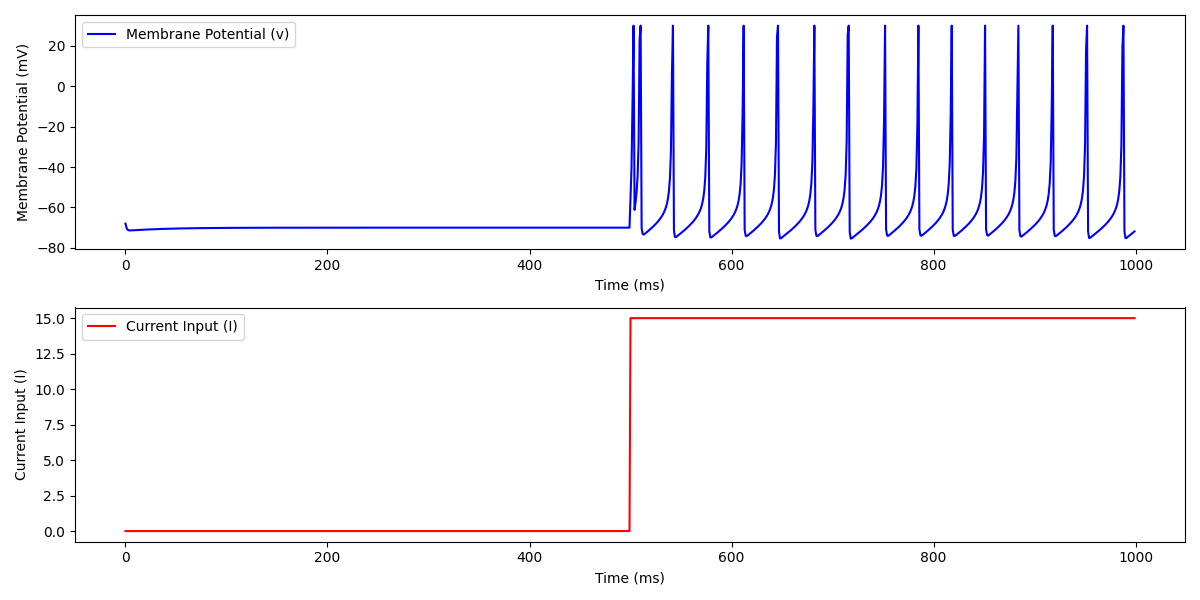 Membrane Potential (mV)
Membrane Potential (v)
20
0
−20
−40
−60
−80
0 200 400 600 800 1000
Time (ms)
Current Input (I)
Current Input (I)
15.0
12.5
10.0
7.5
5.0
2.5
0.0
0 200 400 600 800 1000
Time (ms)